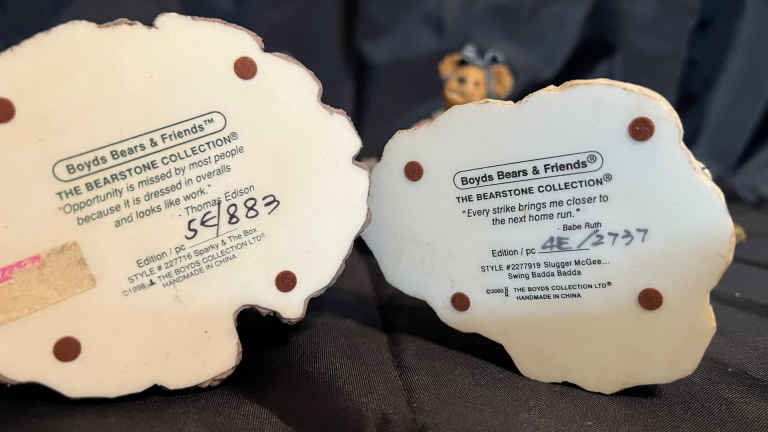 Boyds Bears & Friends™
THE BEARSTONE COLLECTION®
"Opportunity is missed by most people
because it is dressed in overalls
and looks like work."
- Thomas Edison
Edition / pc 5E/883
STYLE # 227716 Sparky & The Box
©1998 THE BOYDS COLLECTION LTD®
HANDMADE IN CHINA
Boyds Bears & Friends®
THE BEARSTONE COLLECTION®
"Every strike brings me closer to
the next home run."
- Babe Ruth
Edition / pc 4E/2737
STYLE #2277919 Slugger McGee...
Swing Badda Badda
©2000 THE BOYDS COLLECTION LTD®
HANDMADE IN CHINA